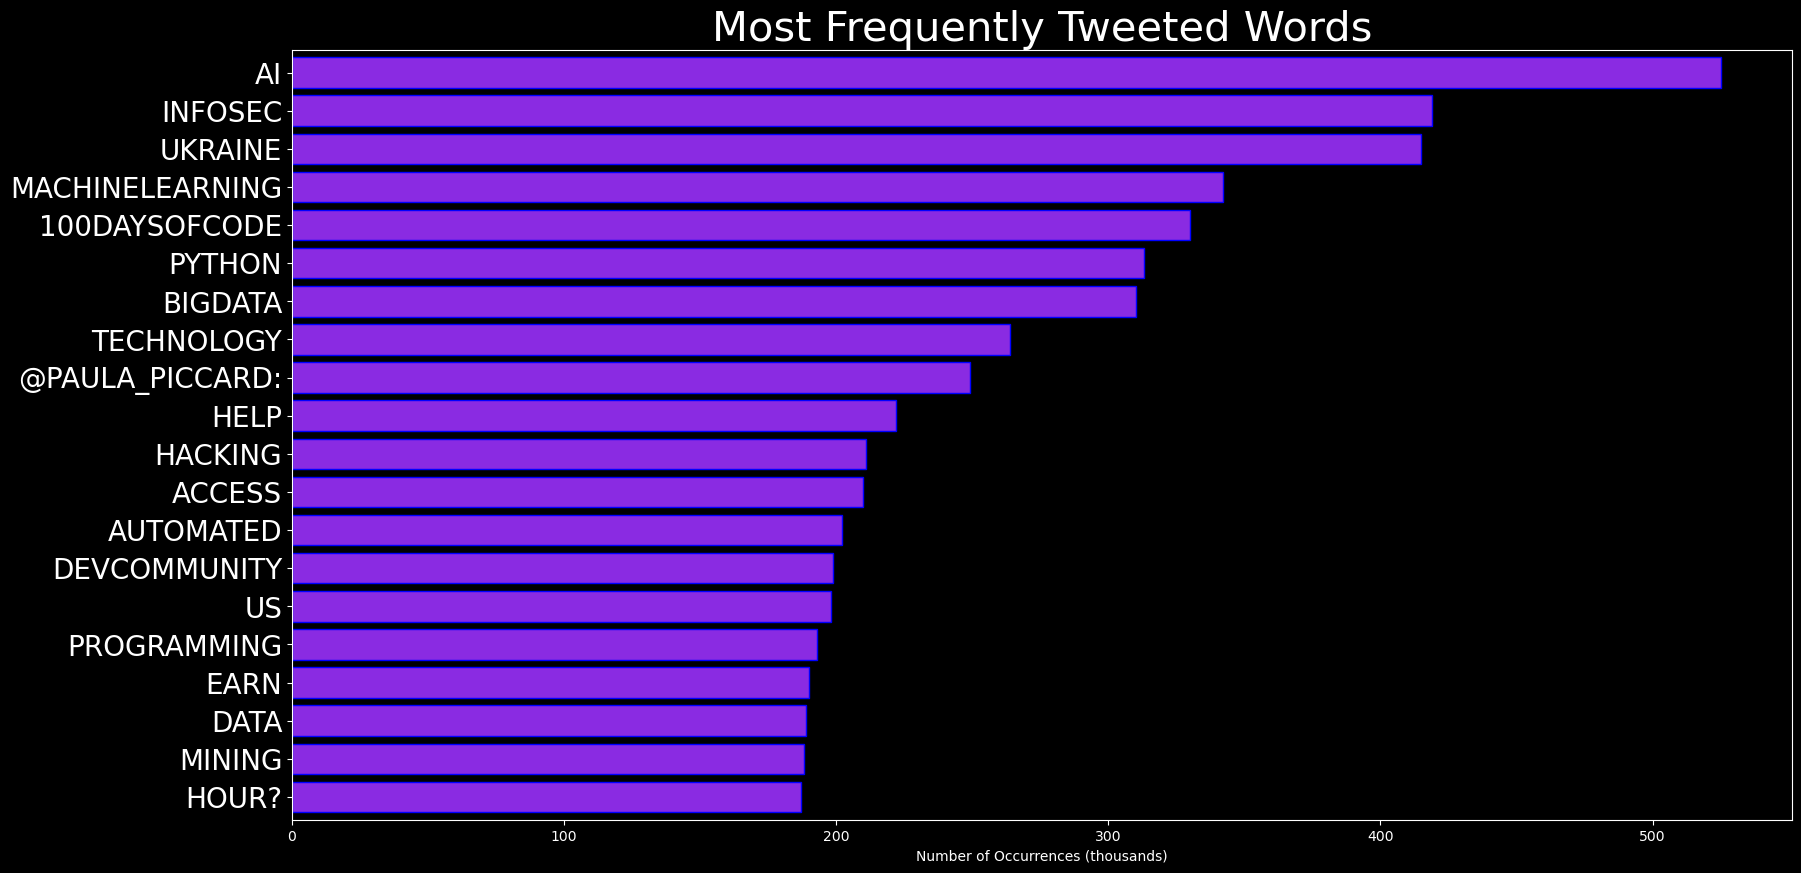 Most Frequently Tweeted Words
AI
INFOSEC
UKRAINE
MACHINELEARNING
100DAYSOFCODE
PYTHON
BIGDATA
TECHNOLOGY
@PAULA_PICCARD:
HELP
HACKING
ACCESS
AUTOMATED
DEVCOMMUNITY
US
PROGRAMMING
EARN
DATA
MINING
HOUR?
0 100 200 300 400 500
Number of Occurrences (thousands)